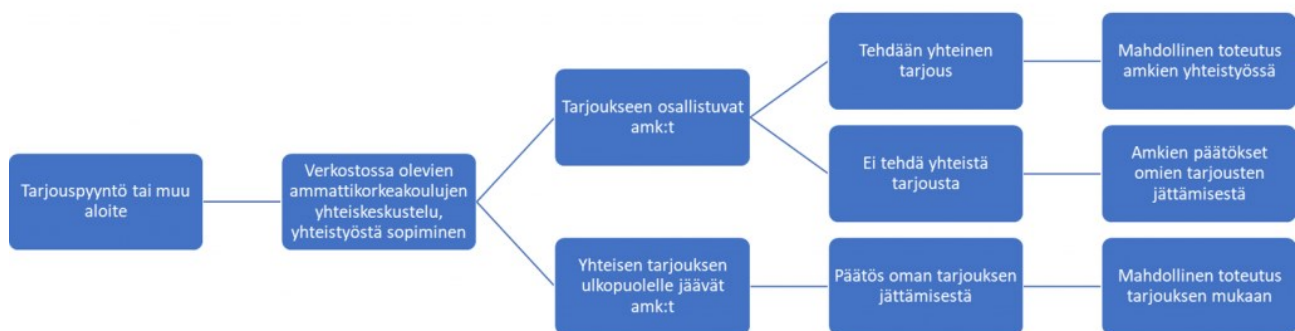 Tarjouspyyntö tai muu
aloite
Verkostossa olevien
ammattikorkeakoulujen
yhteiskeskustelu,
yhteistyöstä sopiminen
Tarjoukseen osallistuvat
amk:t
Tehdään yhteinen
tarjous
Mahdollinen toteutus
amkien yhteistyössä
Ei tehdä yhteistä
tarjousta
Amkien päätökset
omien tarjousten
jättämisestä
Yhteisen tarjouksen
ulkopuolelle jäävät
amk:t
Päätös oman tarjouksen
jättämisestä
Mahdollinen toteutus
tarjouksen mukaan